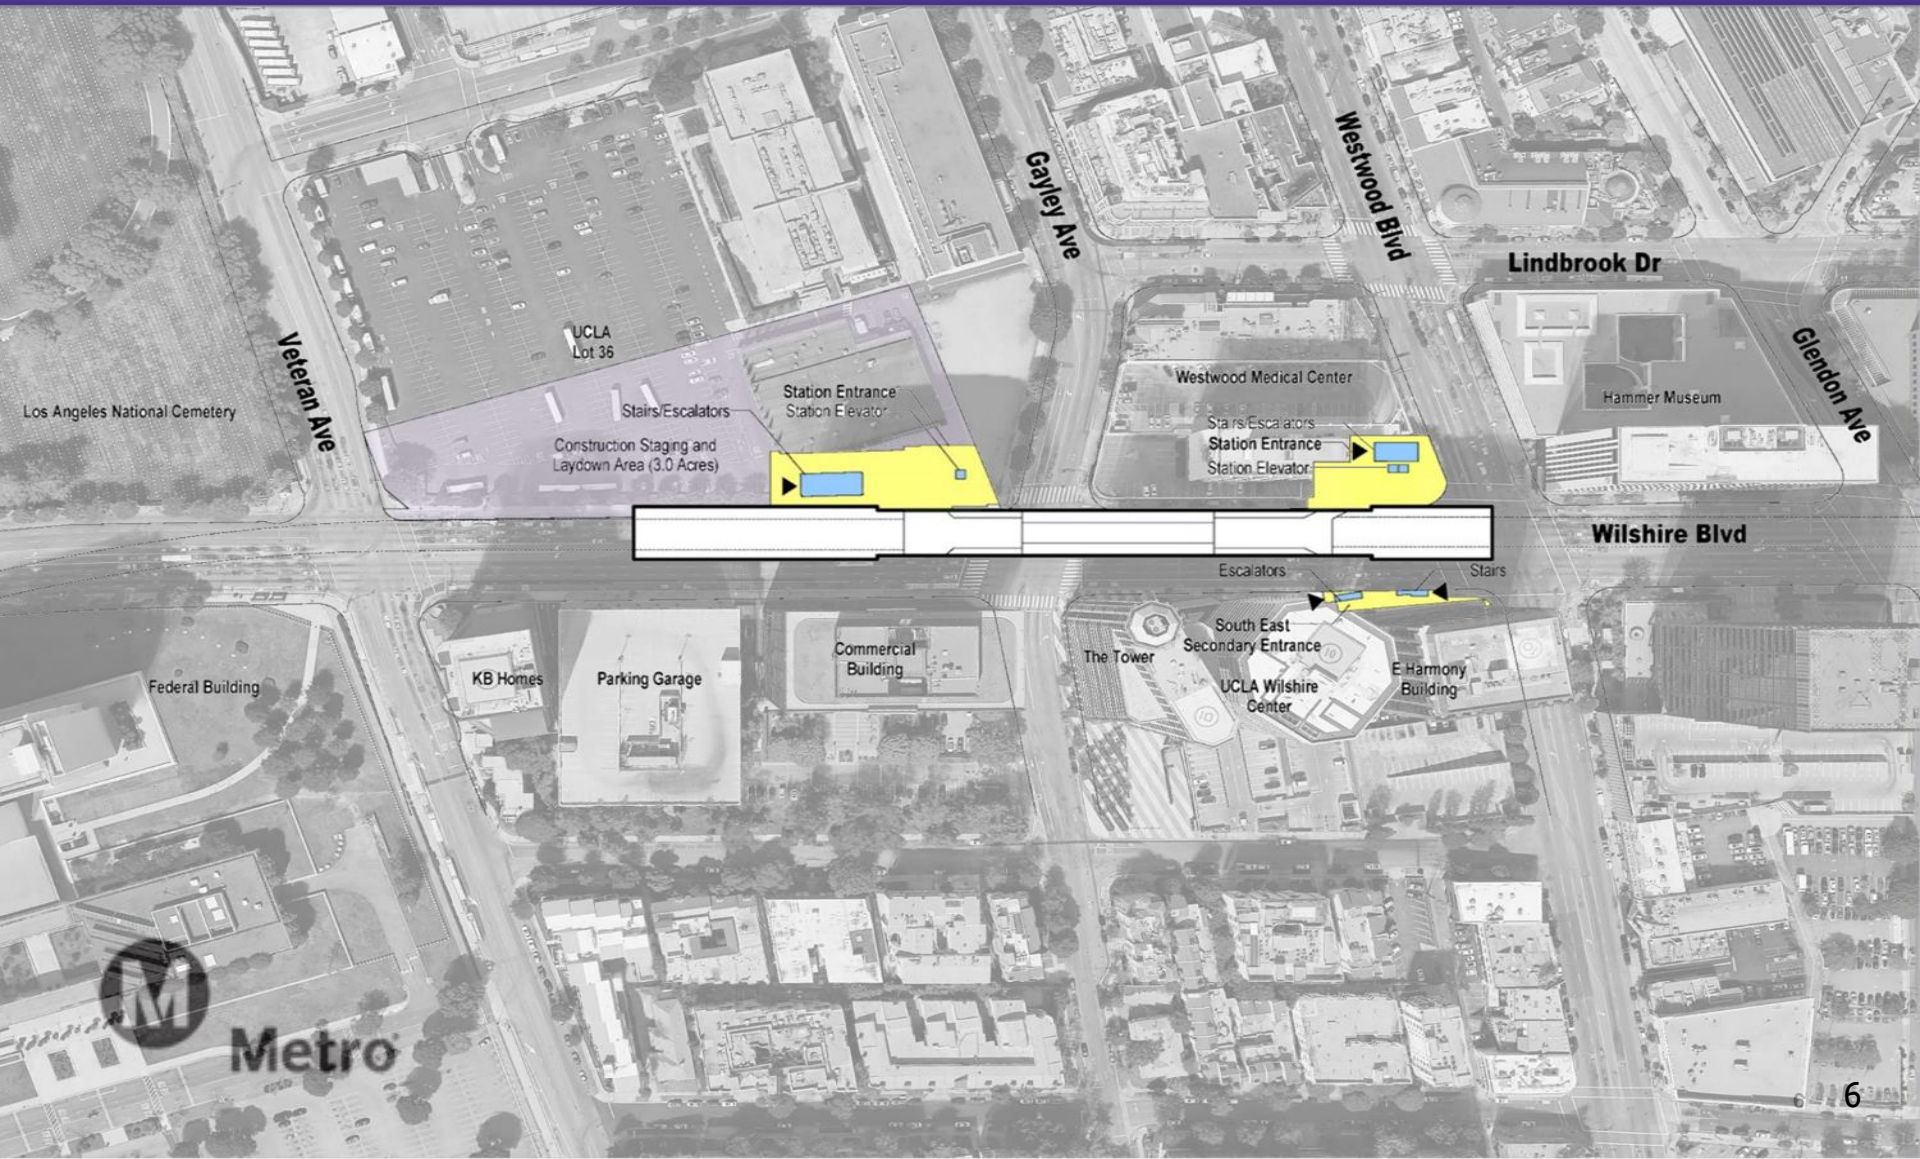 Gayley Ave
Westwood Blvd
Lindbrook Dr
UCLA
Lot 36
Veteran Ave
Glendon Ave
Los Angeles National Cemetery
Westwood Medical Center
Hammer Museum
Station Entrance
Station Elevator
Stairs/Escalators
Construction Staging and
Laydown Area (3.0 Acres)
Stairs/Escalators
Station Entrance
Station Elevator
Wilshire Blvd
Escalators
Stairs
South East
Secondary Entrance
The Tower
Commercial
Building
KB Homes
Parking Garage
Federal Building
UCLA Wilshire
Center
E Harmony
Building
M
Metro
6
6